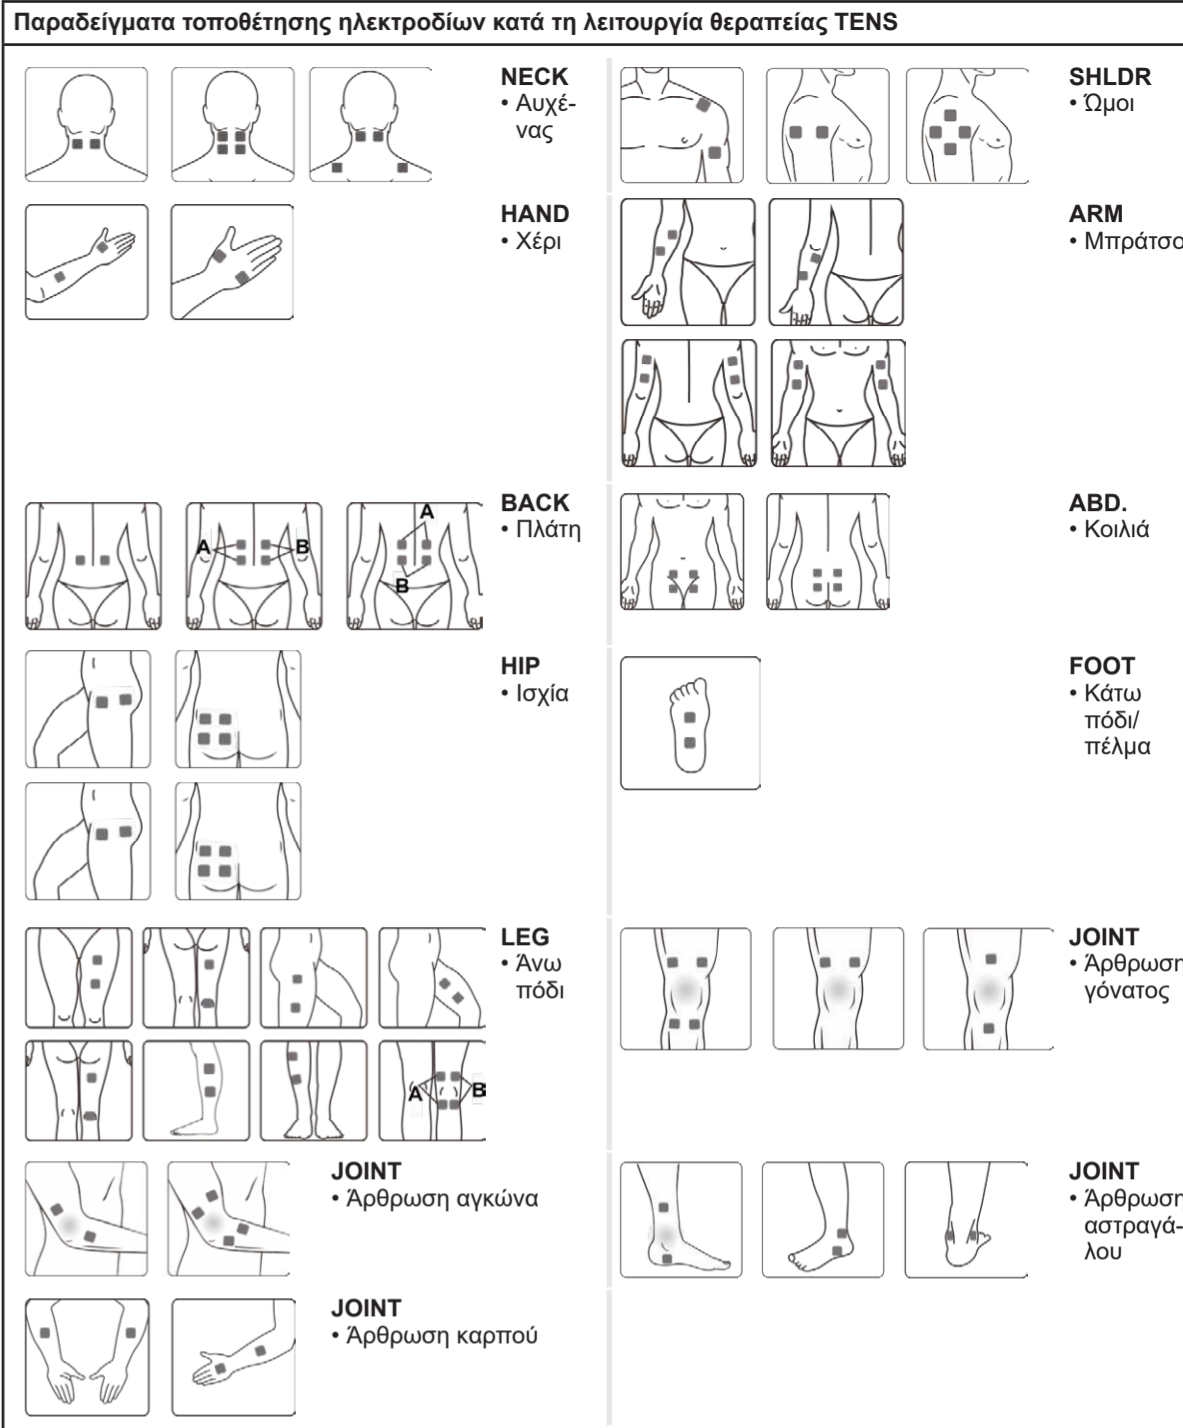 Παραδείγματα τοποθέτησης ηλεκτροδίων κατά τη λειτουργία θεραπείας TENS
NECK
• Αυχέ-
νας
SHLDR
• Ώμοι
HAND
• Χέρι
ARM
• Μπράτσο
BACK
• Πλάτη
A
B
A
B
ABD.
• Κοιλιά
HIP
• Ισχία
FOOT
• Κάτω
πόδι/
πέλμα
LEG
• Άνω
πόδι
A
B
JOINT
• Άρθρωση
γόνατος
JOINT
• Άρθρωση αγκώνα
JOINT
• Άρθρωση
αστραγά-
λου
JOINT
• Άρθρωση καρπού